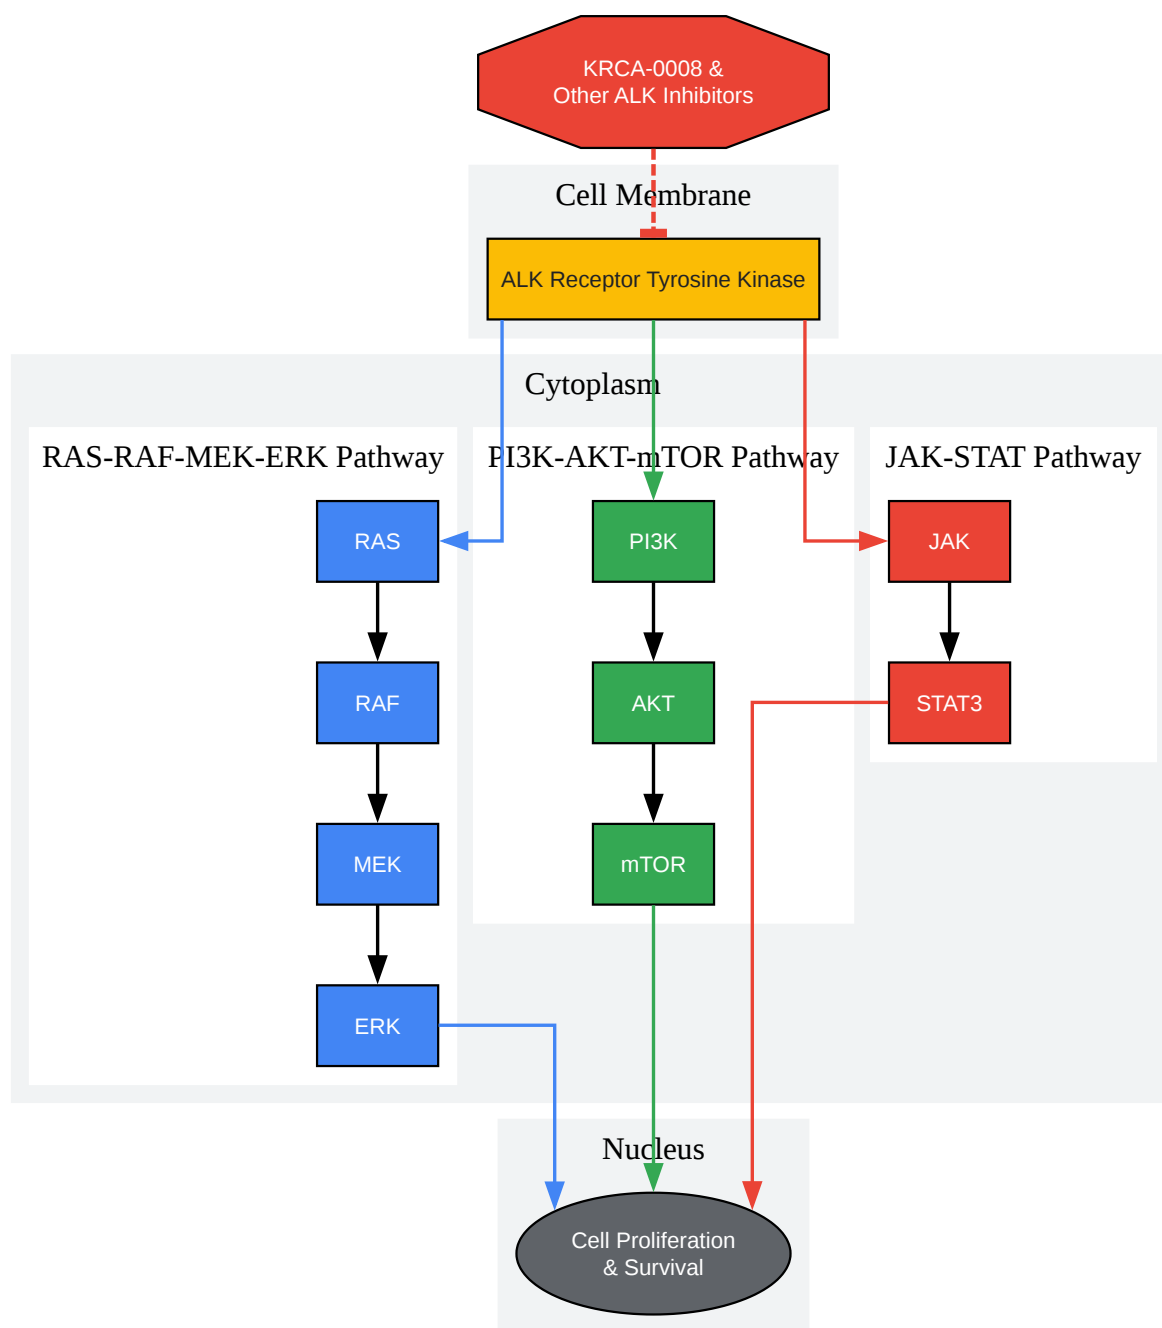 KRCA-0008 &
Other ALK Inhibitors
Cell Membrane
ALK Receptor Tyrosine Kinase
Cytoplasm
RAS-RAF-MEK-ERK Pathway
PI3K-AKT-mTOR Pathway
JAK-STAT Pathway
RAS
PI3K
JAK
RAF
AKT
STAT3
MEK
mTOR
ERK
Nucleus
Cell Proliferation
& Survival